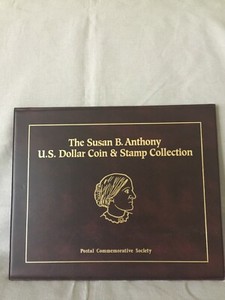 The Susan B. Anthony
U.S. Dollar Coin & Stamp Collection
Postal Commemorative Society